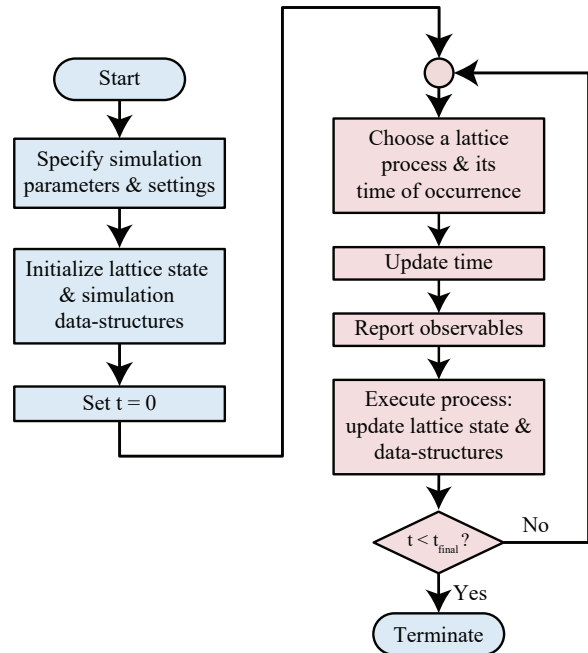 Start
Specify simulation
parameters & settings
Initialize lattice state
& simulation
data-structures
Set t = 0
Choose a lattice
process & its
time of occurrence
Update time
Report observables
Execute process:
update lattice state &
data-structures
t < t_final ?
No
Yes
Terminate